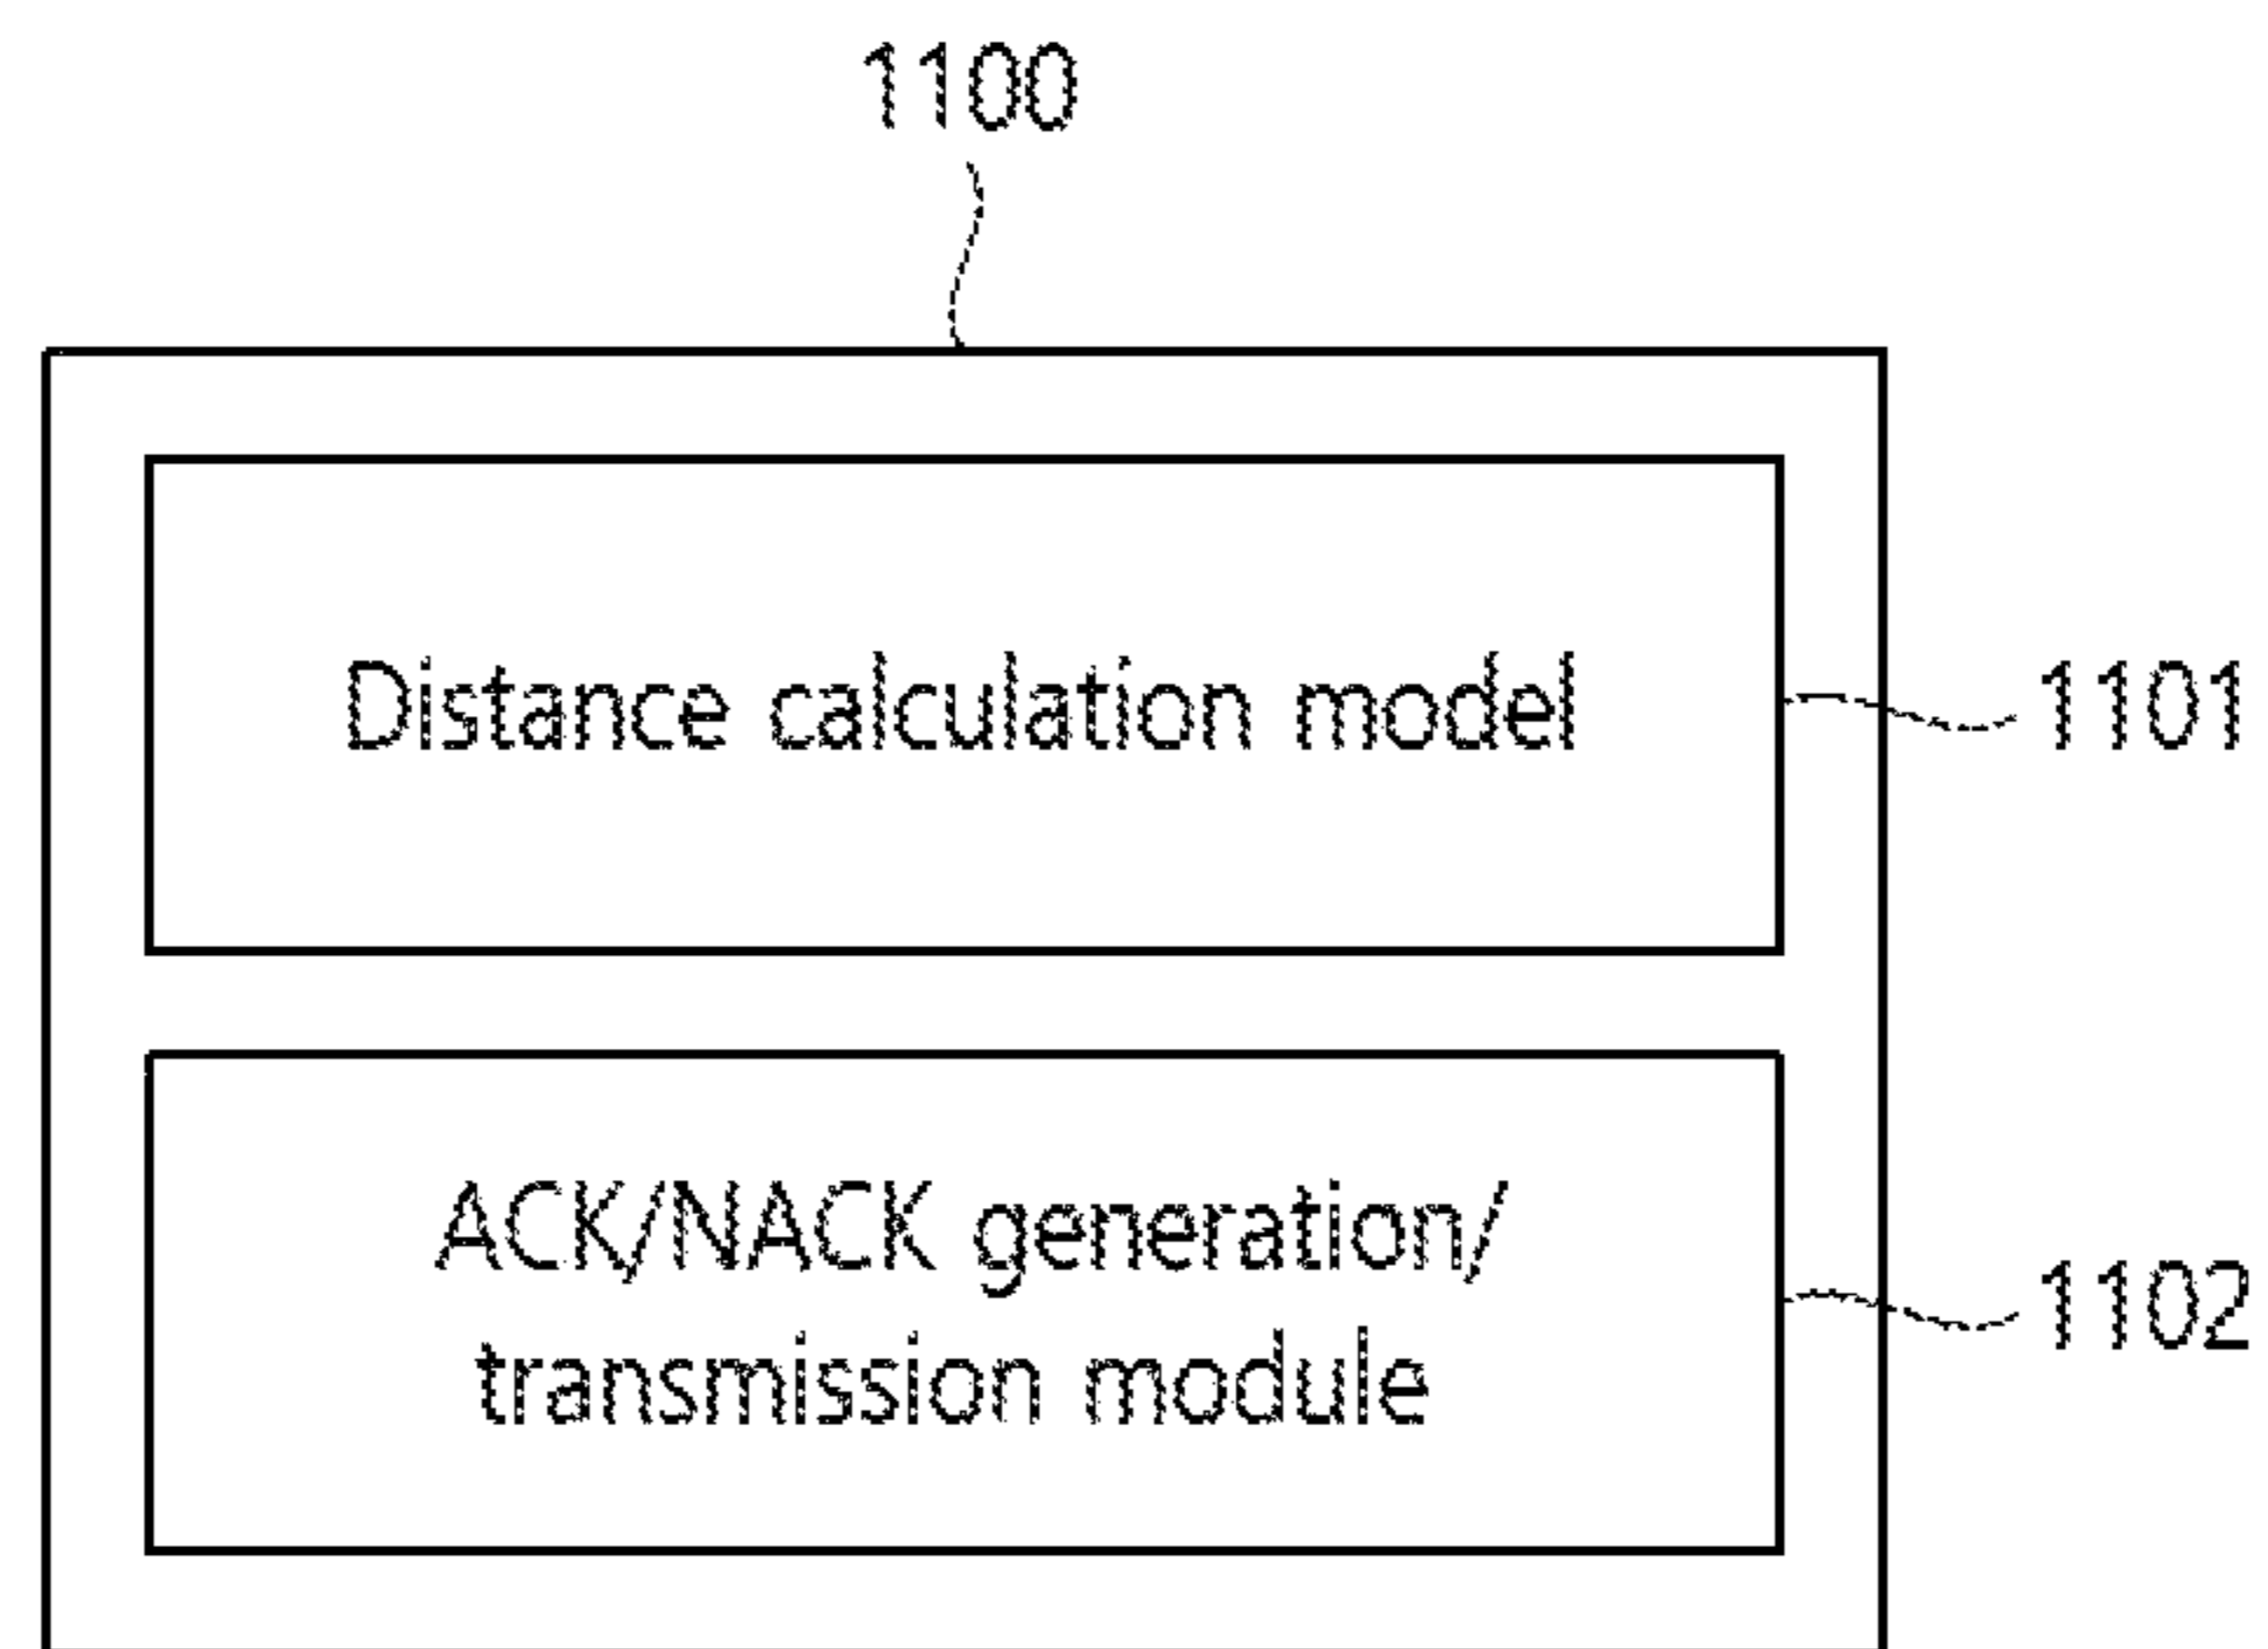 1100
Distance calculation model
1101
ACK/NACK generation/
transmission module
1102